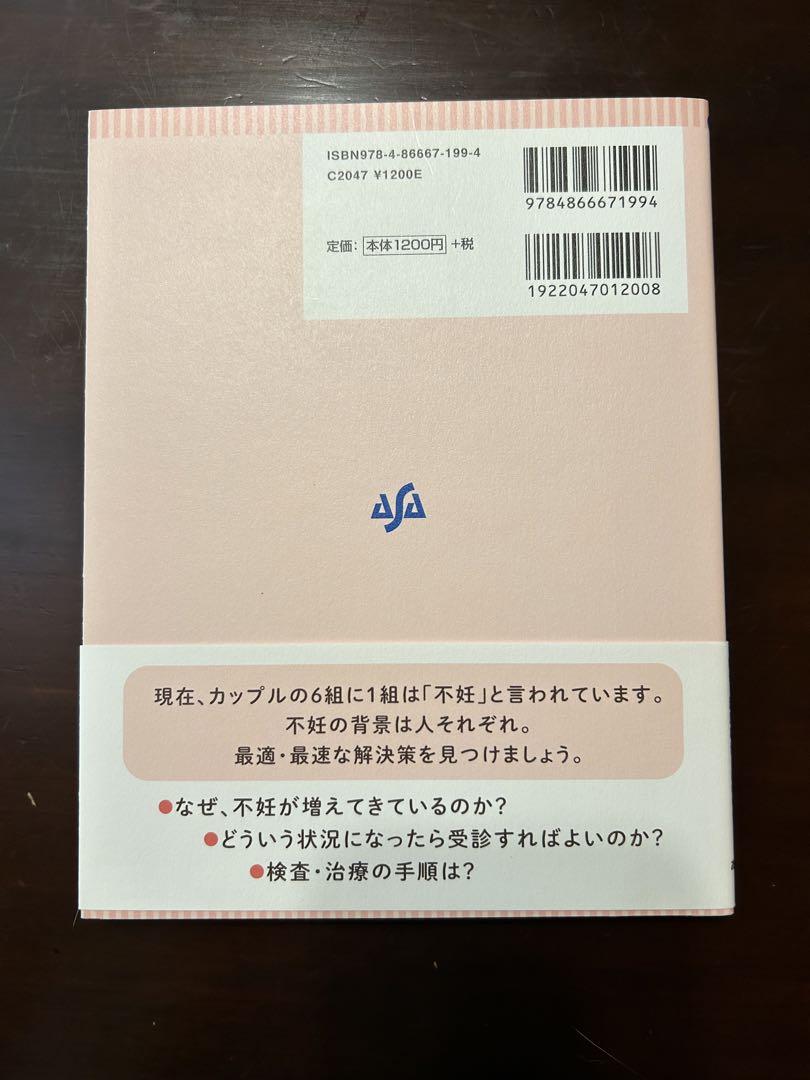 ISBN978-4-86667-199-4
C2047 ¥1200E
9784866671994
定価： 本体1200円 +税
1922047012008
ASA
現在、カップルの6組に1組は「不妊」と言われています。
不妊の背景は人それぞれ。
最適・最速な解決策を見つけましょう。
●なぜ、不妊が増えてきているのか?
●どういう状況になったら受診すればよいのか?
●検査・治療の手順は?